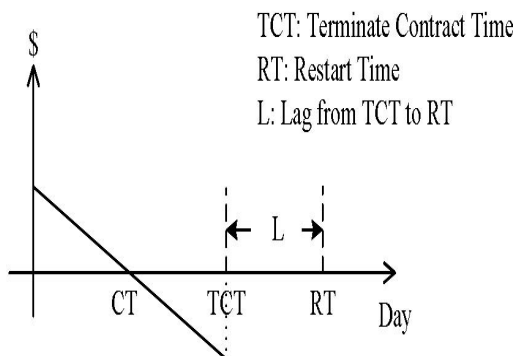 TCT: Terminate Contract Time
RT: Restart Time
L: Lag from TCT to RT
$
L
CT
TCT
RT
Day